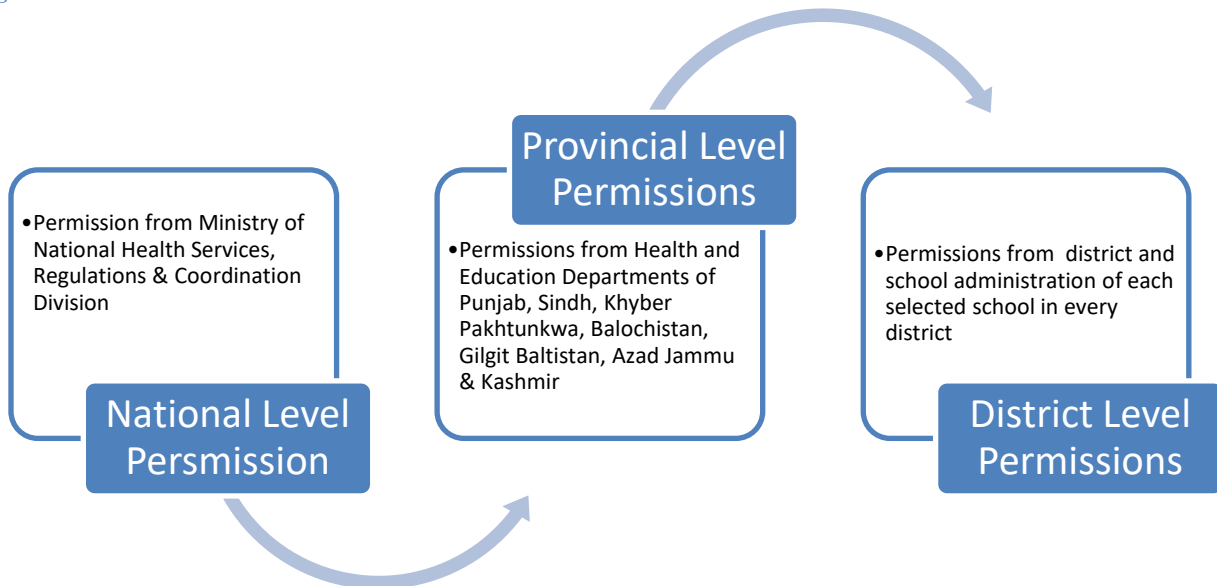 •Permission from Ministry of
National Health Services,
Regulations & Coordination
Division
National Level
Persmission
Provincial Level
Permissions
•Permissions from Health and
Education Departments of
Punjab, Sindh, Khyber
Pakhtunkwa, Balochistan,
Gilgit Baltistan, Azad Jammu
& Kashmir
•Permissions from  district and
school administration of each
selected school in every
district
District Level
Permissions